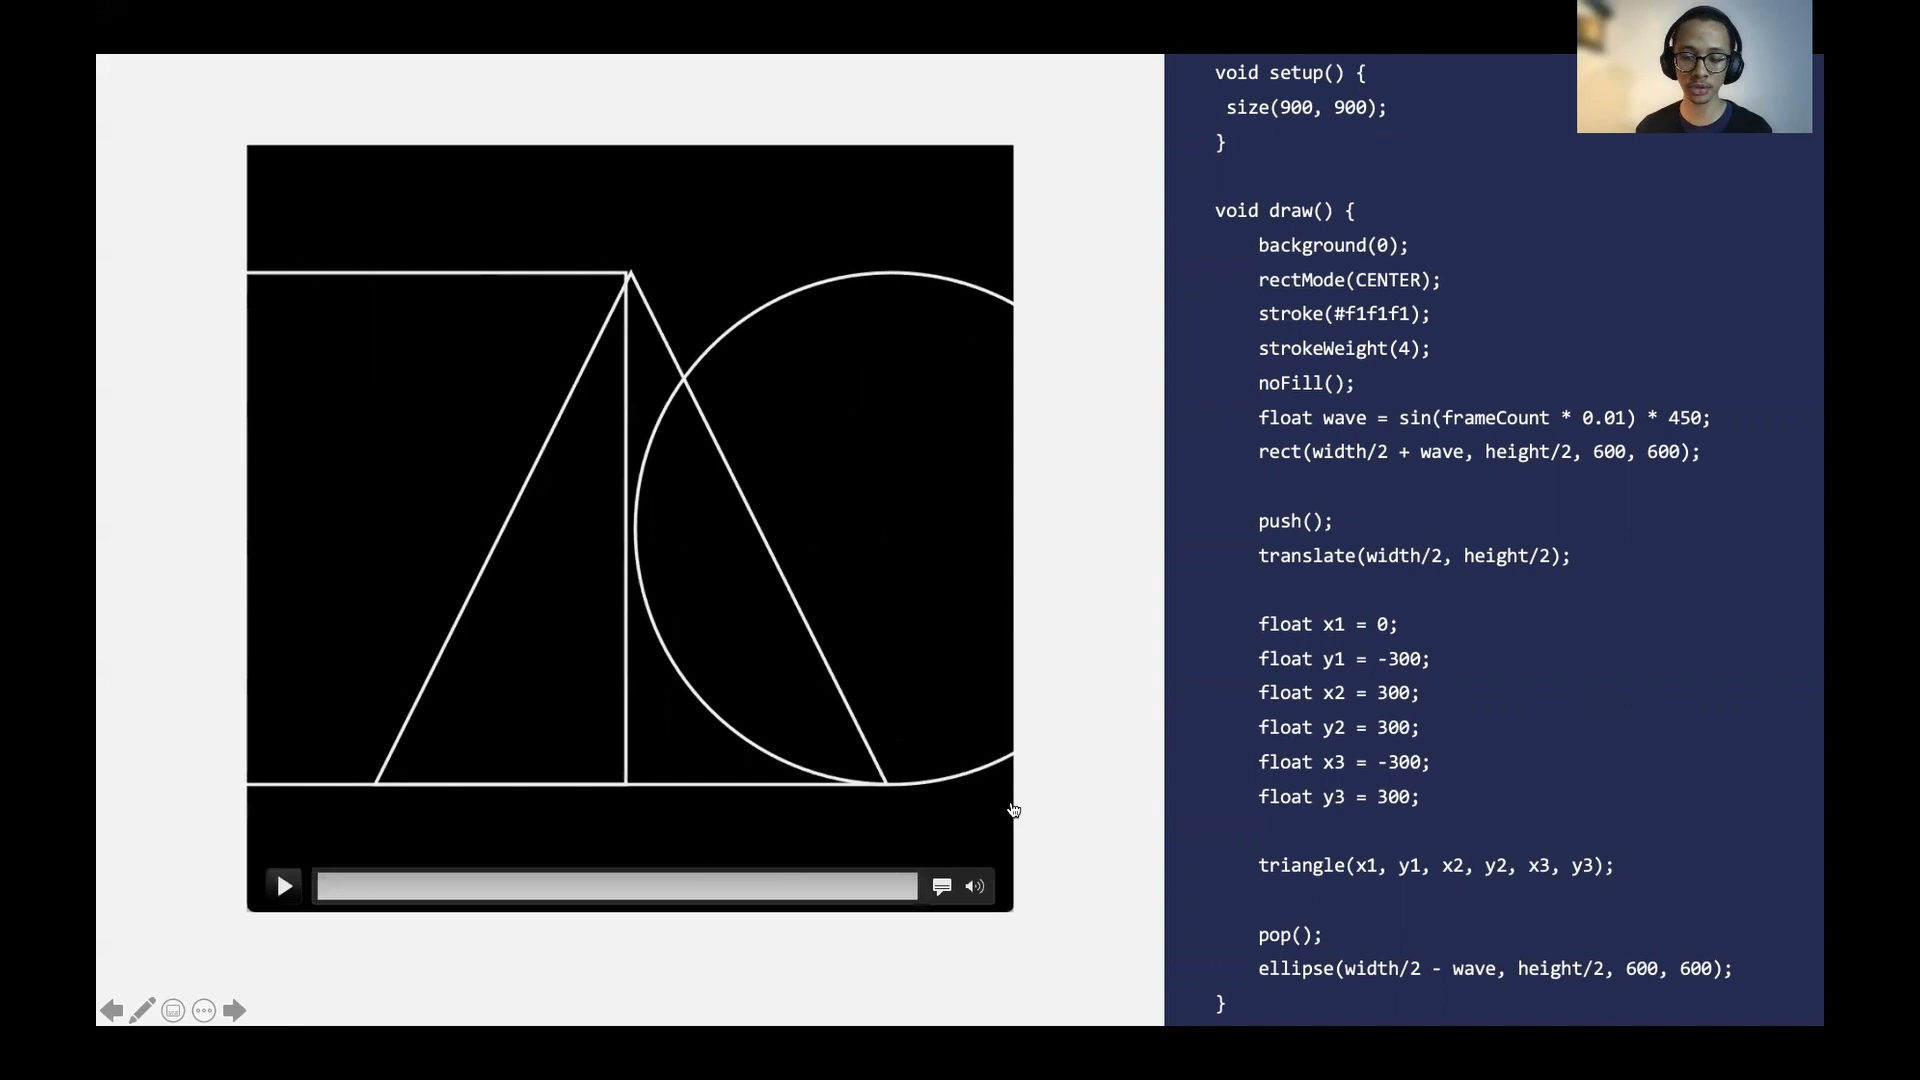 void setup() {
 size(900, 900);
}

void draw() {
    background(0);
    rectMode(CENTER);
    stroke(#f1f1f1);
    strokeWeight(4);
    noFill();
    float wave = sin(frameCount * 0.01) * 450;
    rect(width/2 + wave, height/2, 600, 600);

    push();
    translate(width/2, height/2);

    float x1 = 0;
    float y1 = -300;
    float x2 = 300;
    float y2 = 300;
    float x3 = -300;
    float y3 = 300;

    triangle(x1, y1, x2, y2, x3, y3);

    pop();
    ellipse(width/2 - wave, height/2, 600, 600);
}